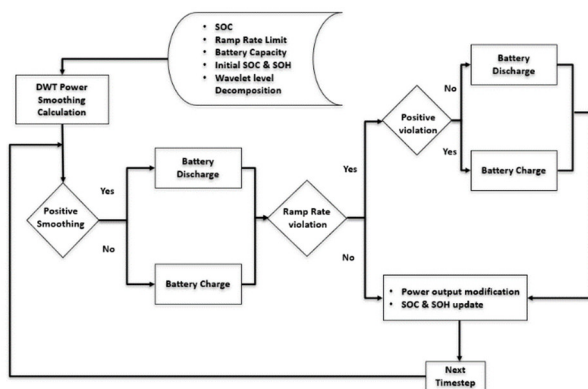 • SOC
• Ramp Rate Limit
• Battery Capacity
• Initial SOC & SOH
• Wavelet level
Decomposition
DWT Power
Smoothing
Calculation
Positive
Smoothing
Yes
No
Battery
Discharge
Battery Charge
Ramp Rate
violation
Yes
No
Positive
violation
No
Yes
Battery
Discharge
Battery Charge
• Power output modification
• SOC & SOH update
Next
Timestep